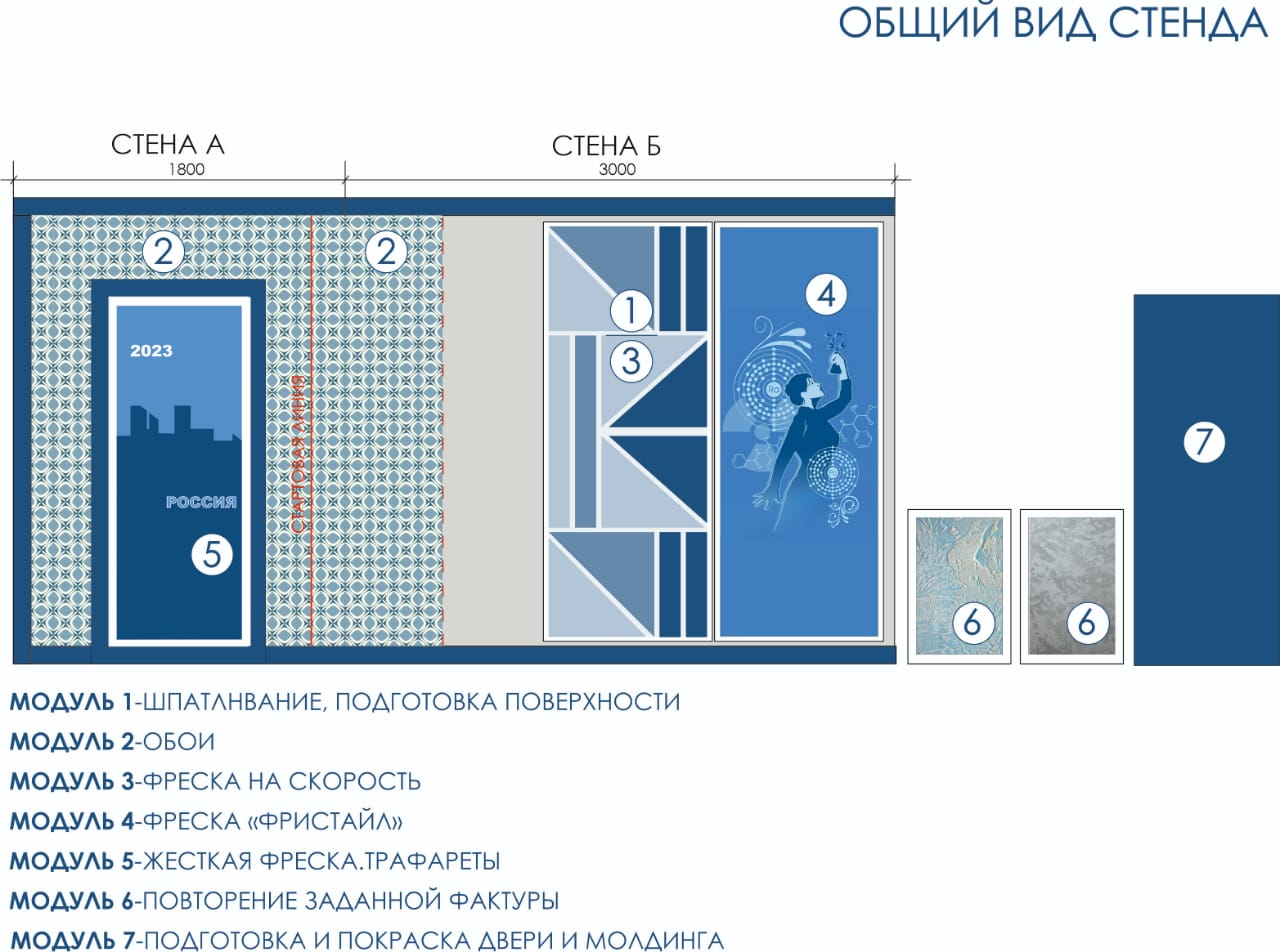 ОБЩИЙ ВИД СТЕНДА
СТЕНА А
СТЕНА Б
1800
3000
2
2
1
3
4
2023
СТАРТОВАЯ ЛИНИЯ
РОССИЯ
5
Ra
7
6
6
МОДУЛЬ 1-ШПАТЛНВАНИЕ, ПОДГОТОВКА ПОВЕРХНОСТИ
МОДУЛЬ 2-ОБОИ
МОДУЛЬ 3-ФРЕСКА НА СКОРОСТЬ
МОДУЛЬ 4-ФРЕСКА «ФРИСТАЙЛ»
МОДУЛЬ 5-ЖЕСТКАЯ ФРЕСКА.ТРАФАРЕТЫ
МОДУЛЬ 6-ПОВТОРЕНИЕ ЗАДАННОЙ ФАКТУРЫ
МОДУЛЬ 7-ПОДГОТОВКА И ПОКРАСКА ДВЕРИ И МОЛДИНГА